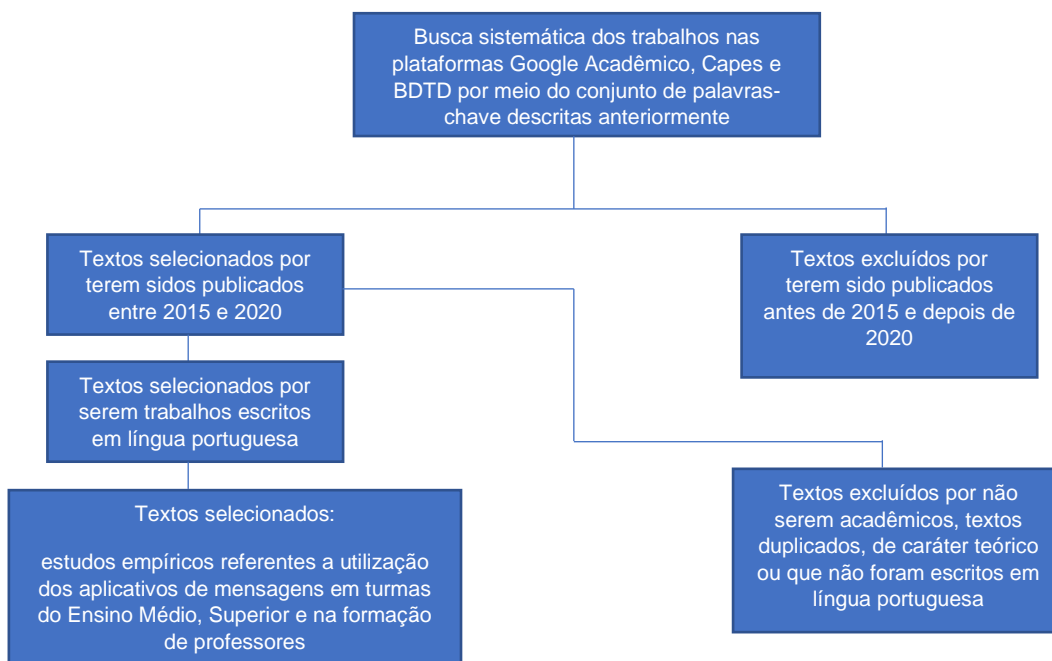 Busca sistemática dos trabalhos nas
plataformas Google Acadêmico, Capes e
BDTD por meio do conjunto de palavras-
chave descritas anteriormente
Textos selecionados por
terem sidos publicados
entre 2015 e 2020
Textos excluídos por
terem sido publicados
antes de 2015 e depois de
2020
Textos selecionados por
serem trabalhos escritos
em língua portuguesa
Textos selecionados:
estudos empíricos referentes a utilização
dos aplicativos de mensagens em turmas
do Ensino Médio, Superior e na formação
de professores
Textos excluídos por não
serem acadêmicos, textos
duplicados, de caráter teórico
ou que não foram escritos em
língua portuguesa